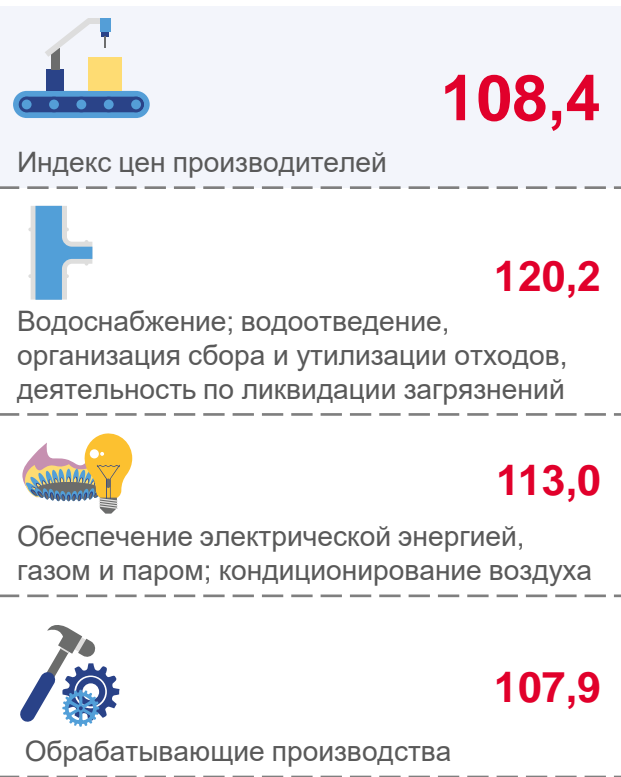 108,4
Индекс цен производителей
120,2
Водоснабжение; водоотведение,
организация сбора и утилизации отходов,
деятельность по ликвидации загрязнений
113,0
Обеспечение электрической энергией,
газом и паром; кондиционирование воздуха
107,9
Обрабатывающие производства